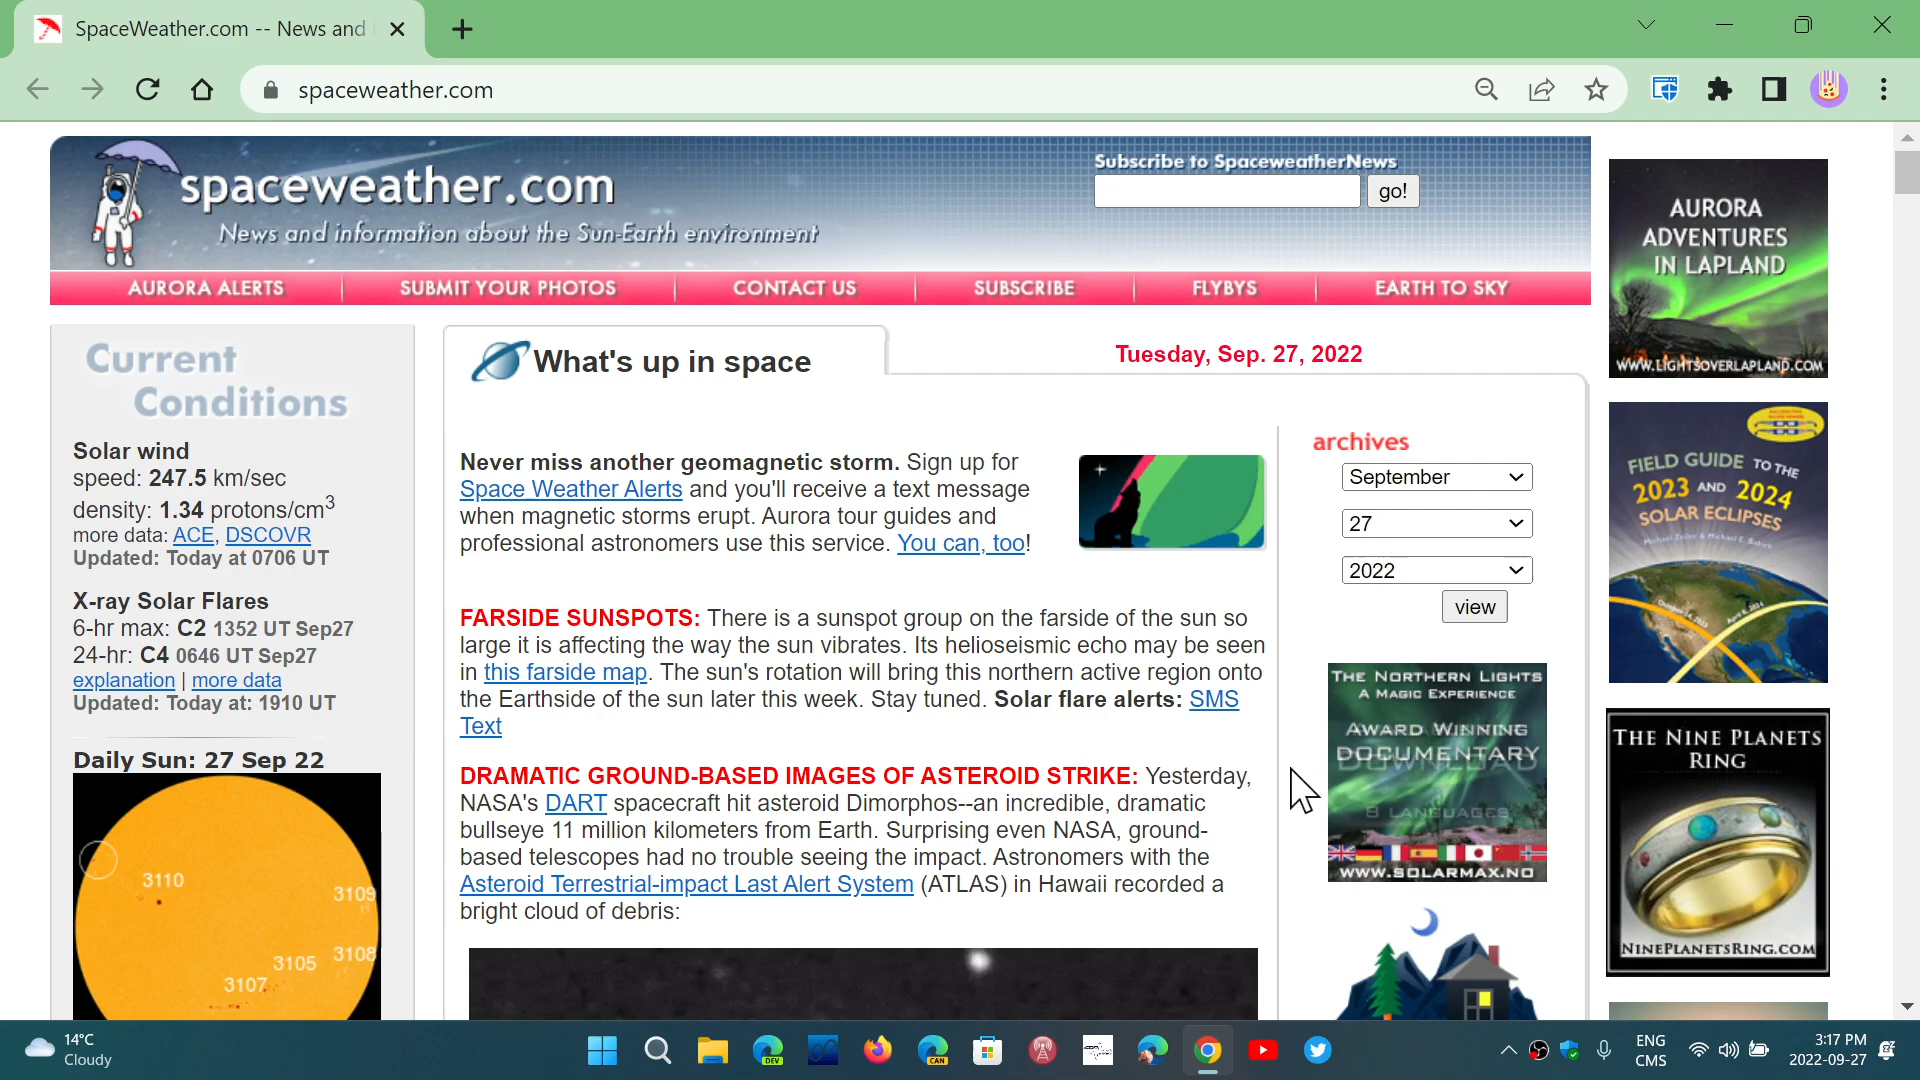 SpaceWeather.com -- News and
spaceweather.com
spaceweather.com
News and information about the Sun-Earth environment
Subscribe to SpaceweatherNews
go!
AURORA ALERTS
SUBMIT YOUR PHOTOS
CONTACT US
SUBSCRIBE
FLYBYS
EARTH TO SKY
Current
Conditions
Solar wind
speed: 247.5 km/sec
density: 1.34 protons/cm3
more data: ACE, DSCOVR
Updated: Today at 0706 UT
X-ray Solar Flares
6-hr max: C2 1352 UT Sep27
24-hr: C4 0646 UT Sep27
explanation | more data
Updated: Today at: 1910 UT
Daily Sun: 27 Sep 22
3110
3109
3108
3105
3107
What's up in space
Tuesday, Sep. 27, 2022
Never miss another geomagnetic storm. Sign up for
Space Weather Alerts and you'll receive a text message
when magnetic storms erupt. Aurora tour guides and
professional astronomers use this service. You can, too!
FARSIDE SUNSPOTS: There is a sunspot group on the farside of the sun so
large it is affecting the way the sun vibrates. Its helioseismic echo may be seen
in this farside map. The sun's rotation will bring this northern active region onto
the Earthside of the sun later this week. Stay tuned. Solar flare alerts: SMS
Text
DRAMATIC GROUND-BASED IMAGES OF ASTEROID STRIKE: Yesterday,
NASA's DART spacecraft hit asteroid Dimorphos--an incredible, dramatic
bullseye 11 million kilometers from Earth. Surprising even NASA, ground-
based telescopes had no trouble seeing the impact. Astronomers with the
Asteroid Terrestrial-impact Last Alert System (ATLAS) in Hawaii recorded a
bright cloud of debris:
archives
September
27
2022
view
THE NORTHERN LIGHTS
A MAGIC EXPERIENCE
AWARD WINNING
DOCUMENTARY
8 LANGUAGES
WWW.SOLARMAX.NO
AURORA
ADVENTURES
IN LAPLAND
WWW.LIGHTSOVERLAPLAND.COM
FIELD GUIDE TO THE
2023 AND 2024
SOLAR ECLIPSES
October 14, 2023
April 8, 2024
THE NINE PLANETS
RING
NINEPLANETSRING.COM
14°C
Cloudy
DEV
CAN
ENG
CMS
3:17 PM
2022-09-27